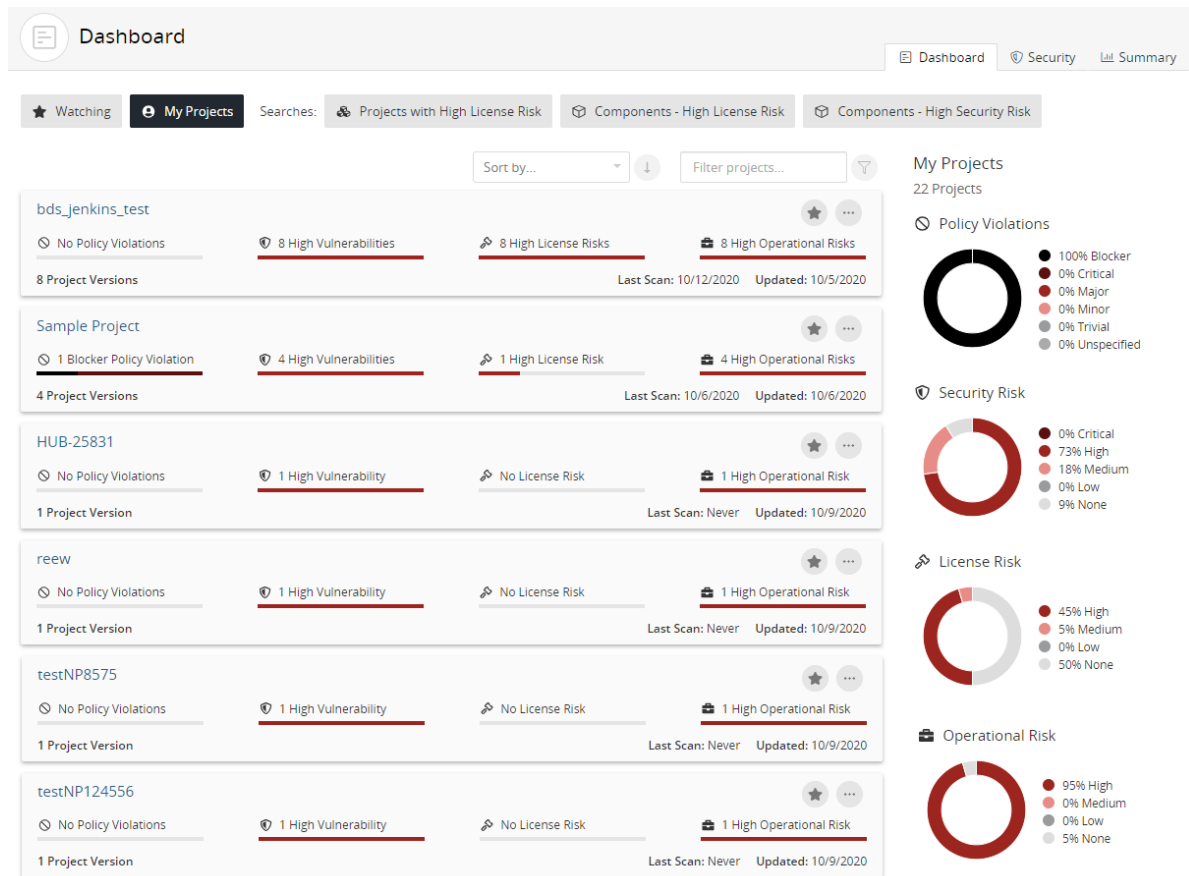 Dashboard
Dashboard Security Summary
Watching My Projects Searches: Projects with High License Risk Components - High License Risk Components - High Security Risk
Sort by... Filter projects...
bds_jenkins_test
No Policy Violations 8 High Vulnerabilities 8 High License Risks 8 High Operational Risks
8 Project Versions Last Scan: 10/12/2020 Updated: 10/5/2020
Sample Project
1 Blocker Policy Violation 4 High Vulnerabilities 1 High License Risk 4 High Operational Risks
4 Project Versions Last Scan: 10/6/2020 Updated: 10/6/2020
HUB-25831
No Policy Violations 1 High Vulnerability No License Risk 1 High Operational Risk
1 Project Version Last Scan: Never Updated: 10/9/2020
reew
No Policy Violations 1 High Vulnerability No License Risk 1 High Operational Risk
1 Project Version Last Scan: Never Updated: 10/9/2020
testNP8575
No Policy Violations 1 High Vulnerability No License Risk 1 High Operational Risk
1 Project Version Last Scan: Never Updated: 10/9/2020
testNP124556
No Policy Violations 1 High Vulnerability No License Risk 1 High Operational Risk
1 Project Version Last Scan: Never Updated: 10/9/2020
My Projects
22 Projects
Policy Violations
100% Blocker
0% Critical
0% Major
0% Minor
0% Trivial
0% Unspecified
Security Risk
0% Critical
73% High
18% Medium
0% Low
9% None
License Risk
45% High
5% Medium
0% Low
50% None
Operational Risk
95% High
0% Medium
0% Low
5% None